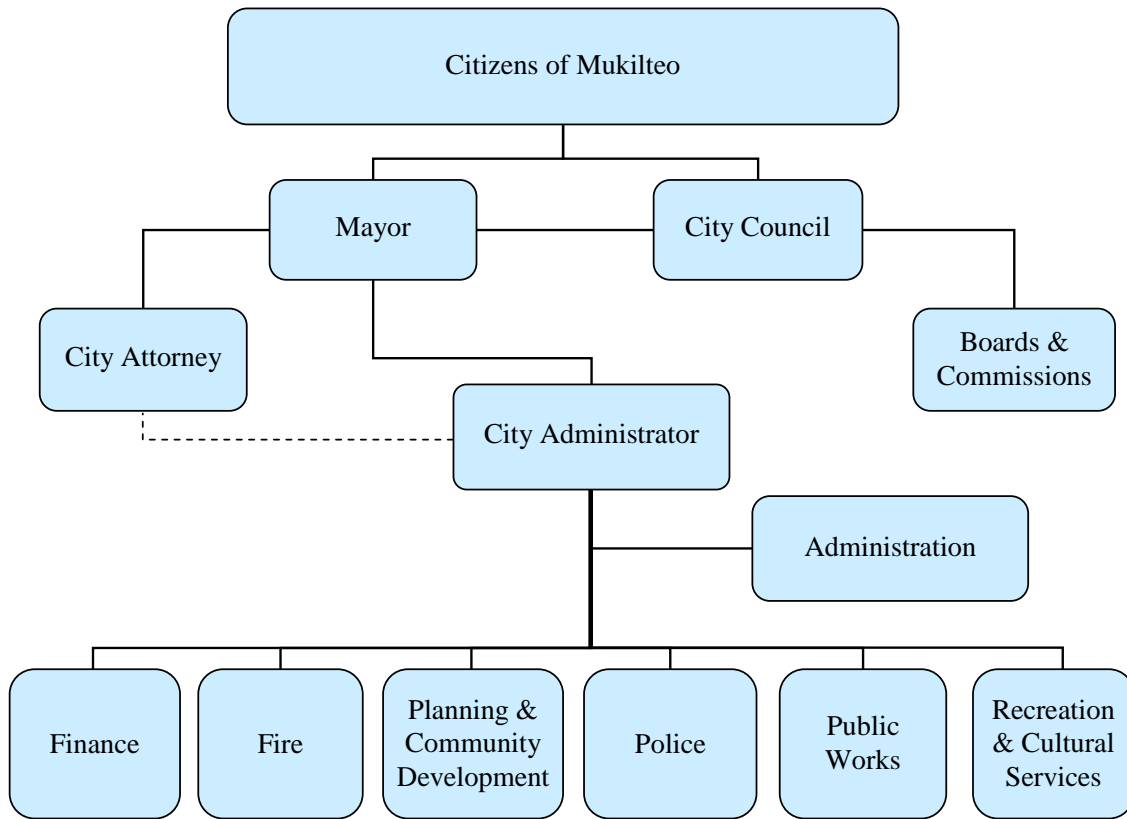 Citizens of Mukilteo
Mayor
City Council
City Attorney
Boards &
Commissions
City Administrator
Administration
Finance
Fire
Planning &
Community
Development
Police
Public
Works
Recreation
& Cultural
Services